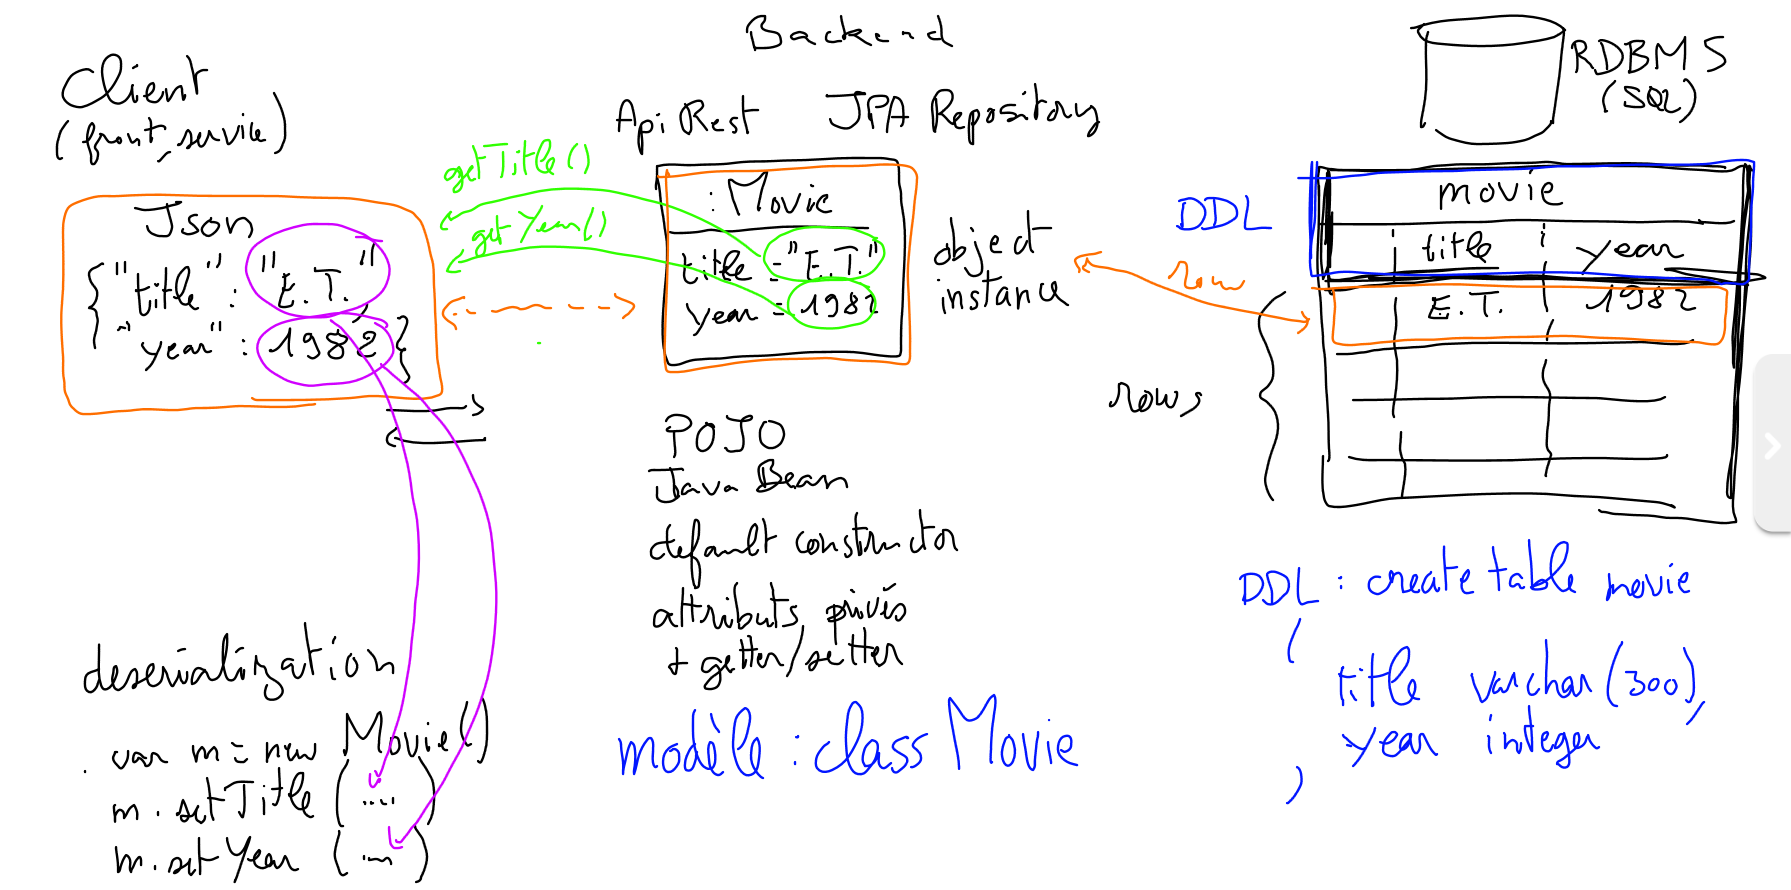 Backend
Client
(front, service)
Api Rest
JPA Repository
RDBMS
(SQL)
getTitle()
getYear()
Json
{"title" : "E.T.",
"year" : 1982}
: Movie
title = "E.T."
year = 1982
object
instance
DDL
row
rows
movie
title
year
E.T.
1982
POJO
Java Bean
default constructor
attributs privés
+ getter/setter
modèle : class Movie
DDL : create table movie
(
title varchar(300),
year integer
)
deserialization
var m = new Movie()
m.setTitle (....)
m.setYear (....)